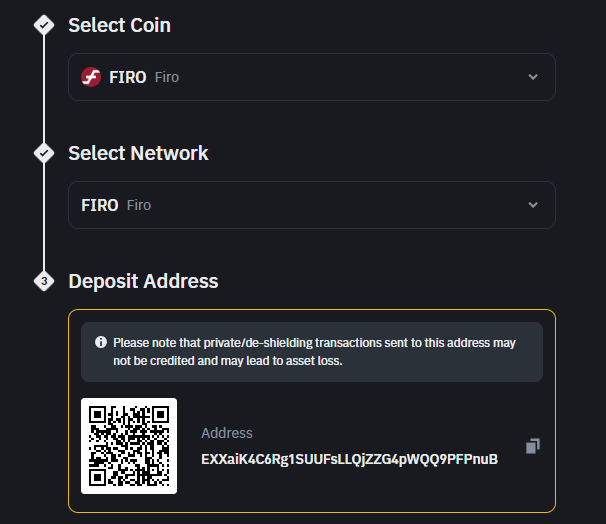 Select Coin
FIRO Firo
Select Network
FIRO Firo
3
Deposit Address
Please note that private/de-shielding transactions sent to this address may
not be credited and may lead to asset loss.
Address
EXXaiK4C6Rg1SUUFsLLQjZZG4pWQQ9PFPnuB